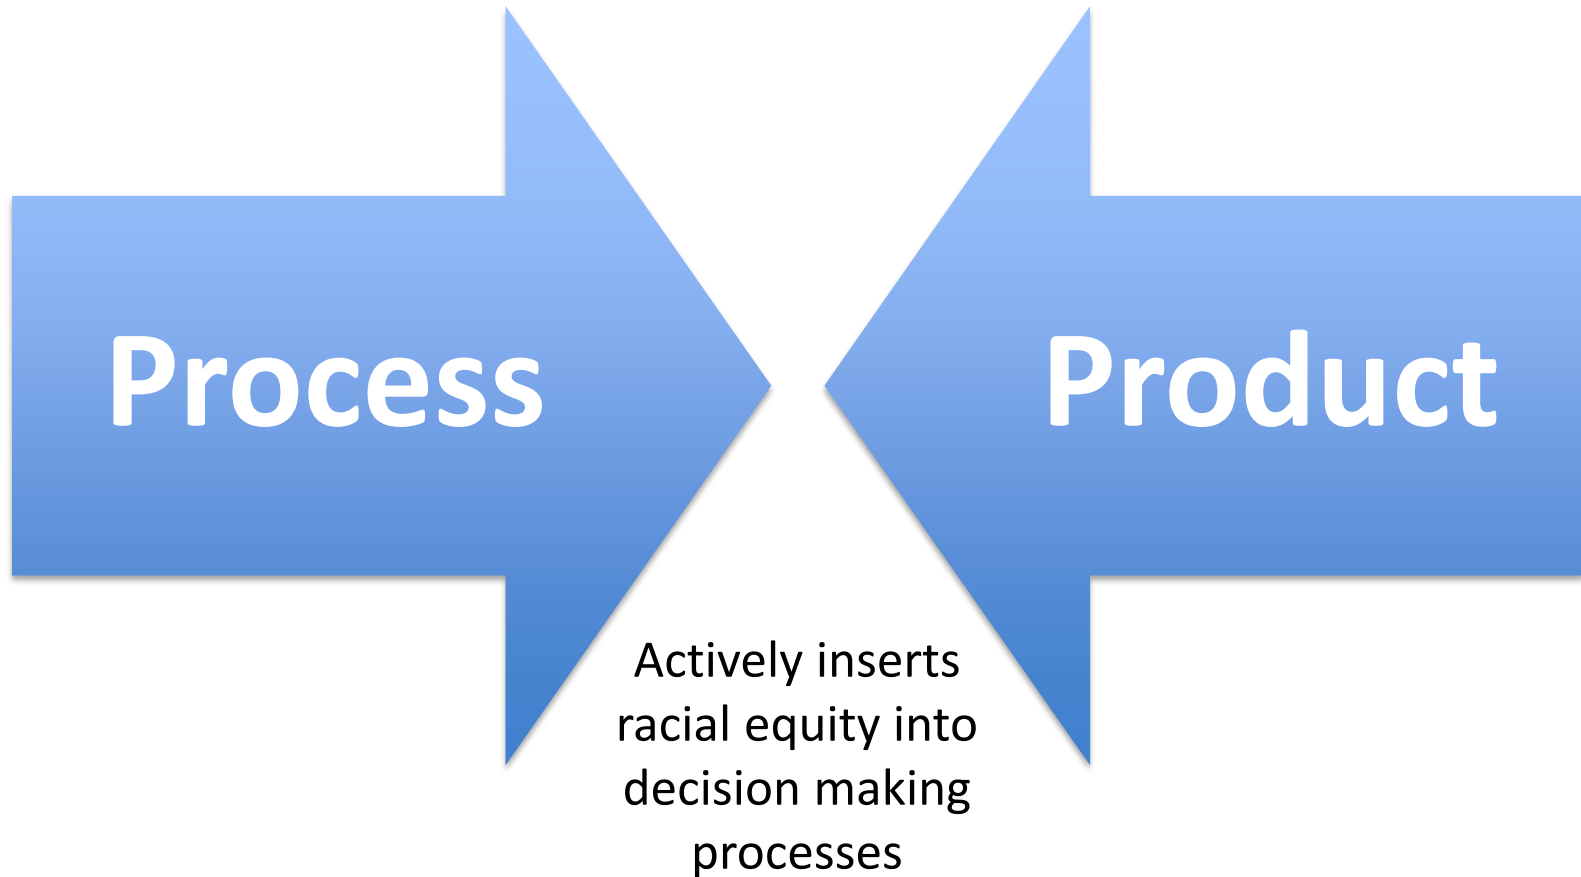 Process
Product
Actively inserts
racial equity into
decision making
processes